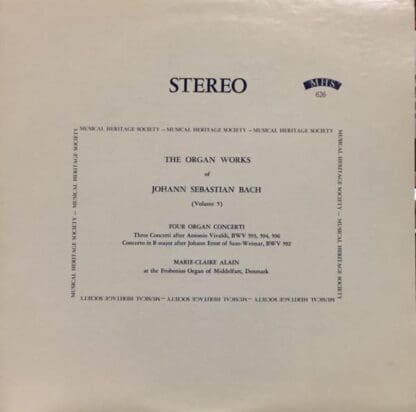 STEREO
MHS
626
MUSICAL HERITAGE SOCIETY — MUSICAL HERITAGE SOCIETY — MUSICAL HERITAGE SOCIETY
MUSICAL HERITAGE SOCIETY — MUSICAL HERITAGE SOCIETY
MUSICAL HERITAGE SOCIETY — MUSICAL HERITAGE SOCIETY
THE ORGAN WORKS
of
JOHANN SEBASTIAN BACH
(Volume 5)
FOUR ORGAN CONCERTI
Three Concerti after Antonio Vivaldi, BWV 593, 594, 596
Concerto in G major after Johann Ernst of Saxe-Weimar, BWV 592
MARIE-CLAIRE ALAIN
at the Frobenius Organ of Middelfart, Denmark
MUSICAL HERITAGE SOCIETY — MUSICAL HERITAGE SOCIETY — MUSICAL HERITAGE SOCIETY